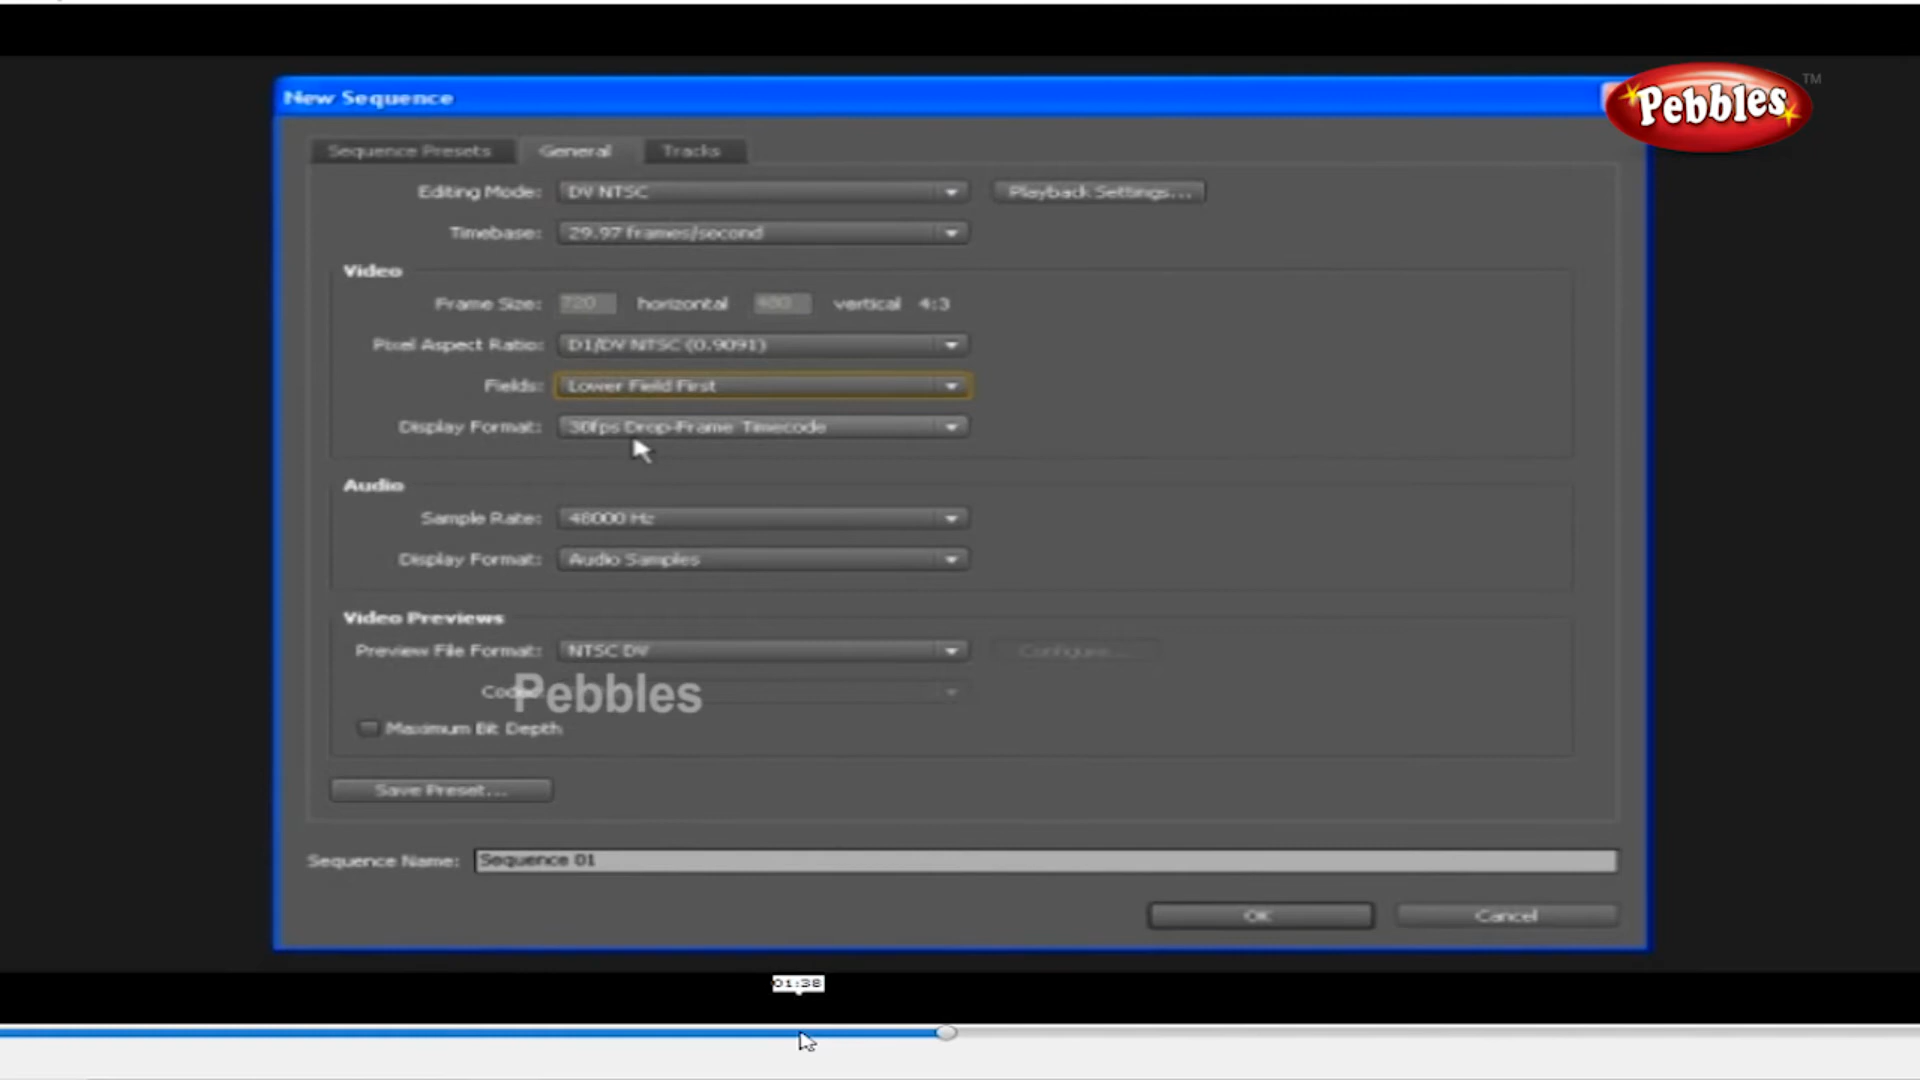 New Sequence
Pebbles TM
Sequence Presets General Tracks
Editing Mode: DV NTSC Playback Settings...
Timebase: 29.97 frames/second
Video
Frame Size: 720 horizontal 480 vertical 4:3
Pixel Aspect Ratio: D1/DV NTSC (0.9091)
Fields: Lower Field First
Display Format: 30fps Drop-Frame Timecode
Audio
Sample Rate: 48000 Hz
Display Format: Audio Samples
Video Previews
Preview File Format: NTSC DV Configure...
Pebbles
Maximum Bit Depth
Save Preset...
Sequence Name: Sequence 01
OK Cancel
01:38